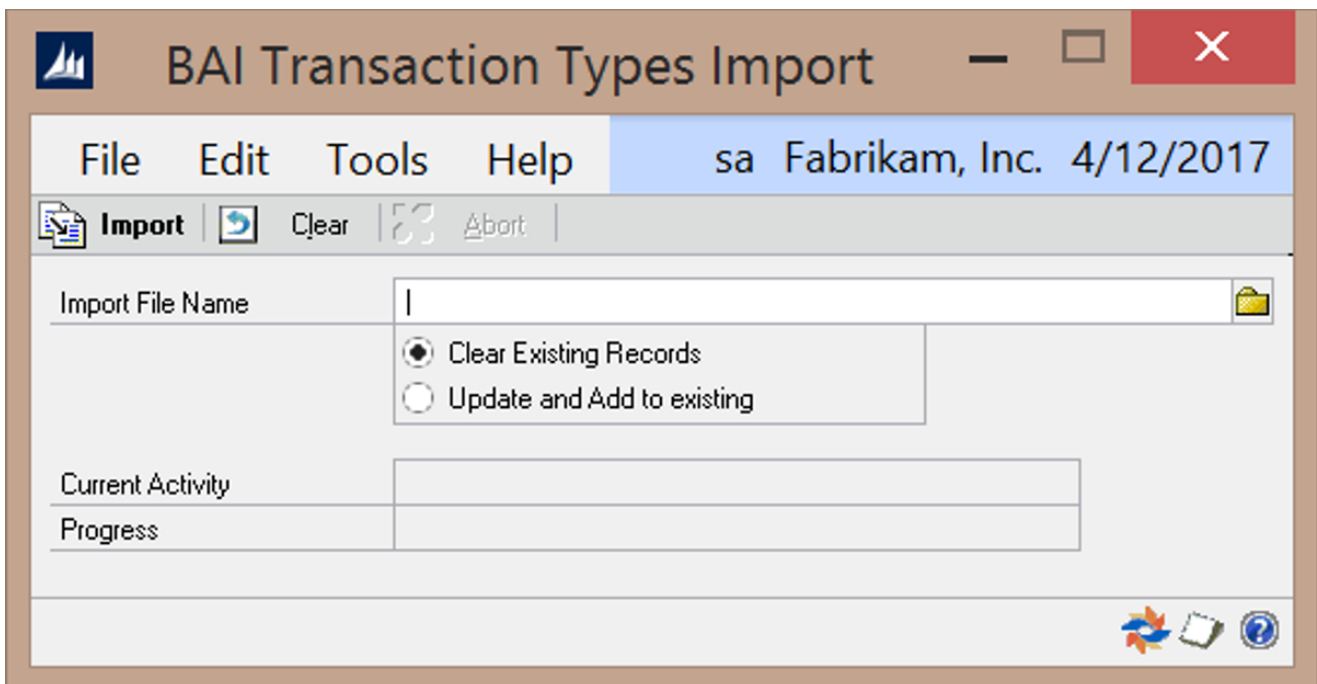 BAI Transaction Types Import
File Edit Tools Help sa Fabrikam, Inc. 4/12/2017
Import Clear Abort
Import File Name
Clear Existing Records
Update and Add to existing
Current Activity
Progress